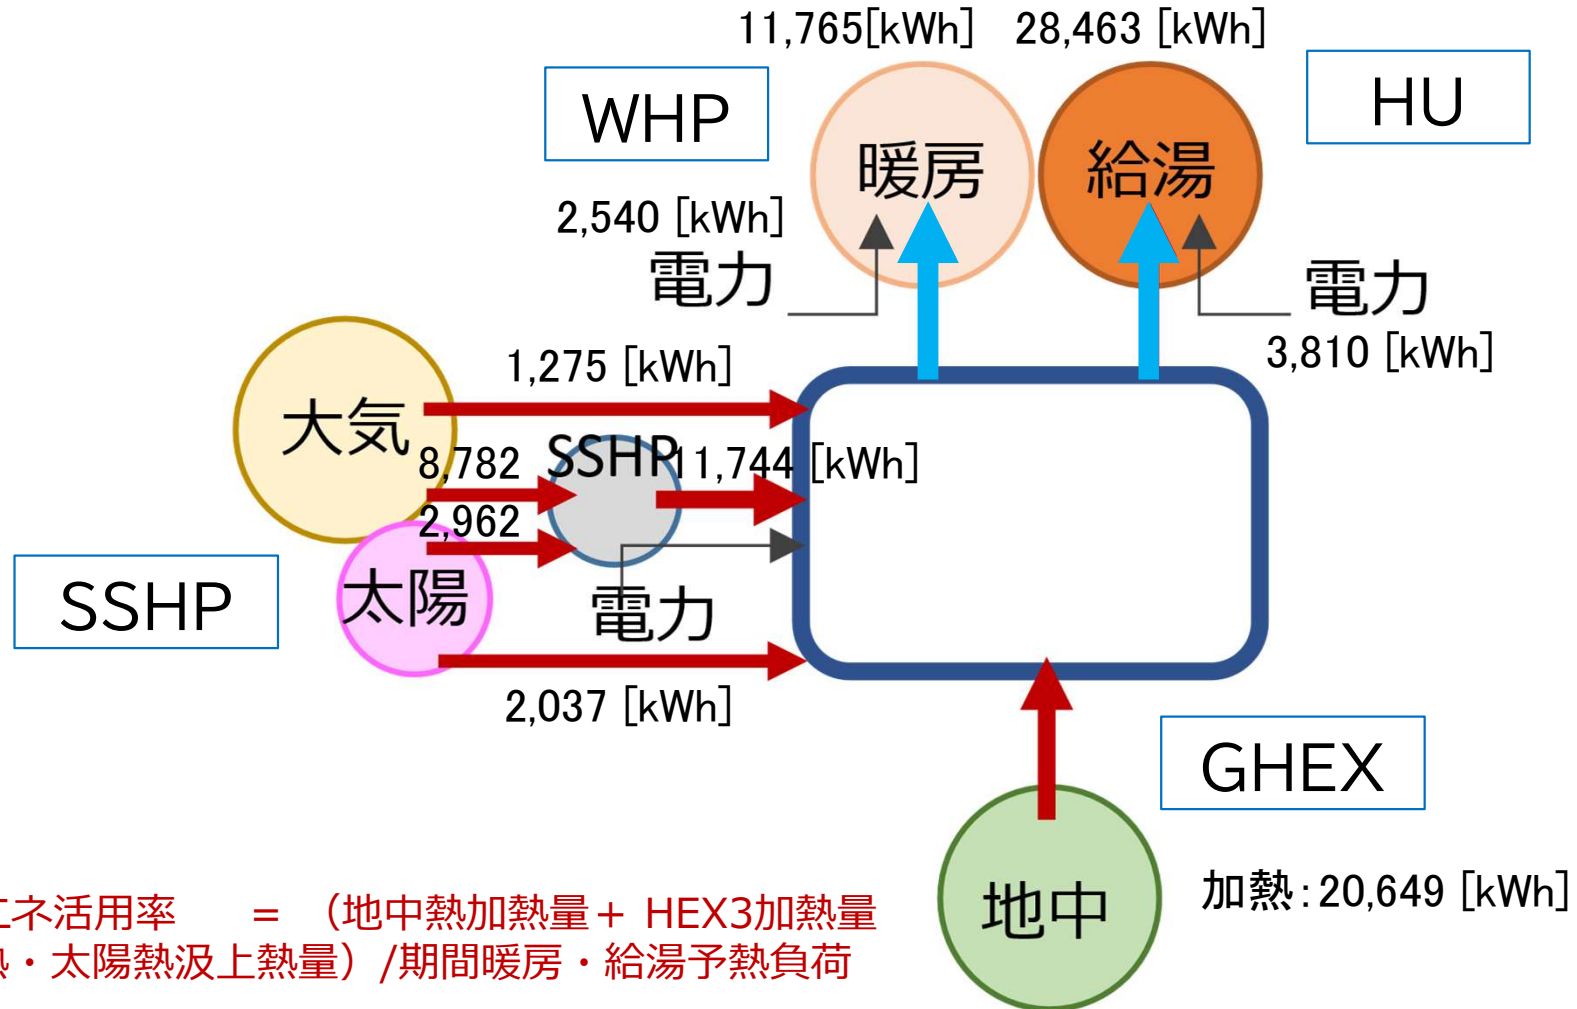 11,765[kWh] 28,463 [kWh]
WHP
HU
暖房
給湯
2,540 [kWh]
電力
電力
3,810 [kWh]
1,275 [kWh]
大気
8,782
SSHP
11,744 [kWh]
2,962
太陽
SSHP
電力
2,037 [kWh]
GHEX
地中
加熱:20,649 [kWh]
エネ活用率 = (地中熱加熱量+ HEX3加熱量
熱・太陽熱汲上熱量)/期間暖房・給湯予熱負荷